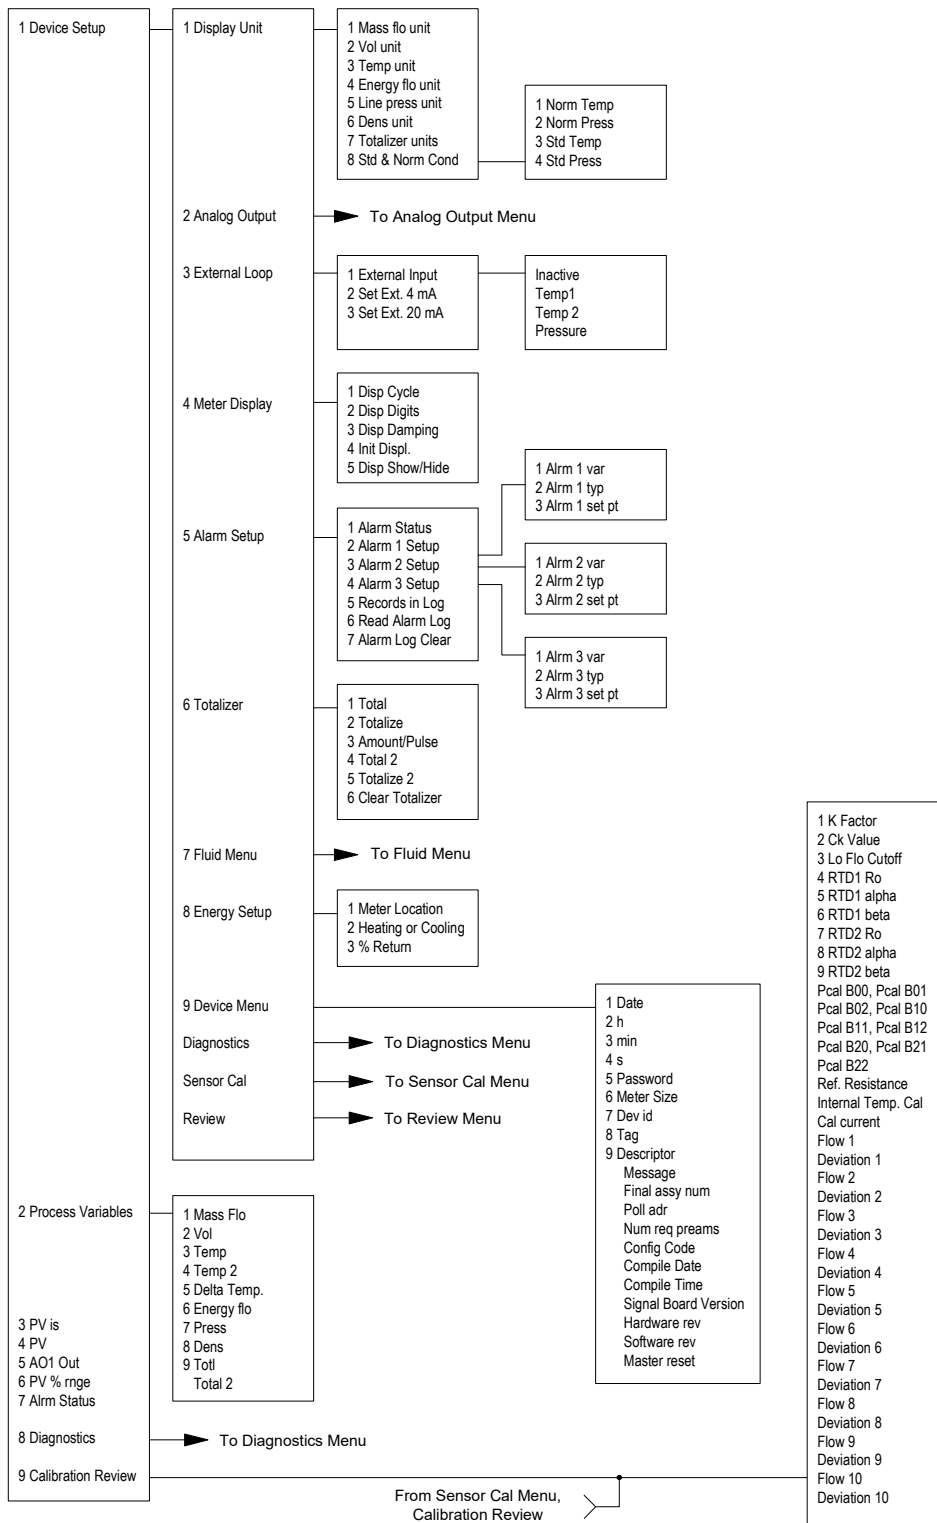 1 Device Setup
1 Display Unit
1 Mass flo unit
2 Vol unit
3 Temp unit
4 Energy flo unit
5 Line press unit
6 Dens unit
7 Totalizer units
8 Std & Norm Cond
1 Norm Temp
2 Norm Press
3 Std Temp
4 Std Press
2 Analog Output
To Analog Output Menu
3 External Loop
1 External Input
2 Set Ext. 4 mA
3 Set Ext. 20 mA
Inactive
Temp1
Temp 2
Pressure
4 Meter Display
1 Disp Cycle
2 Disp Digits
3 Disp Damping
4 Init Displ.
5 Disp Show/Hide
5 Alarm Setup
1 Alarm Status
2 Alarm 1 Setup
3 Alarm 2 Setup
4 Alarm 3 Setup
5 Records in Log
6 Read Alarm Log
7 Alarm Log Clear
1 Alrm 1 var
2 Alrm 1 typ
3 Alrm 1 set pt
1 Alrm 2 var
2 Alrm 2 typ
3 Alrm 2 set pt
1 Alrm 3 var
2 Alrm 3 typ
3 Alrm 3 set pt
6 Totalizer
1 Total
2 Totalize
3 Amount/Pulse
4 Total 2
5 Totalize 2
6 Clear Totalizer
7 Fluid Menu
To Fluid Menu
8 Energy Setup
1 Meter Location
2 Heating or Cooling
3 % Return
9 Device Menu
1 Date
2 h
3 min
4 s
5 Password
6 Meter Size
7 Dev id
8 Tag
9 Descriptor
Message
Final assy num
Poll adr
Num req preams
Config Code
Compile Date
Compile Time
Signal Board Version
Hardware rev
Software rev
Master reset
Diagnostics
To Diagnostics Menu
Sensor Cal
To Sensor Cal Menu
Review
To Review Menu
2 Process Variables
1 Mass Flo
2 Vol
3 Temp
4 Temp 2
5 Delta Temp.
6 Energy flo
7 Press
8 Dens
9 Totl
Total 2
3 PV is
4 PV
5 AO1 Out
6 PV % rnge
7 Alrm Status
8 Diagnostics
To Diagnostics Menu
9 Calibration Review
From Sensor Cal Menu,
Calibration Review
1 K Factor
2 Ck Value
3 Lo Flo Cutoff
4 RTD1 Ro
5 RTD1 alpha
6 RTD1 beta
7 RTD2 Ro
8 RTD2 alpha
9 RTD2 beta
Pcal B00, Pcal B01
Pcal B02, Pcal B10
Pcal B11, Pcal B12
Pcal B20, Pcal B21
Pcal B22
Ref. Resistance
Internal Temp. Cal
Cal current
Flow 1
Deviation 1
Flow 2
Deviation 2
Flow 3
Deviation 3
Flow 4
Deviation 4
Flow 5
Deviation 5
Flow 6
Deviation 6
Flow 7
Deviation 7
Flow 8
Deviation 8
Flow 9
Deviation 9
Flow 10
Deviation 10